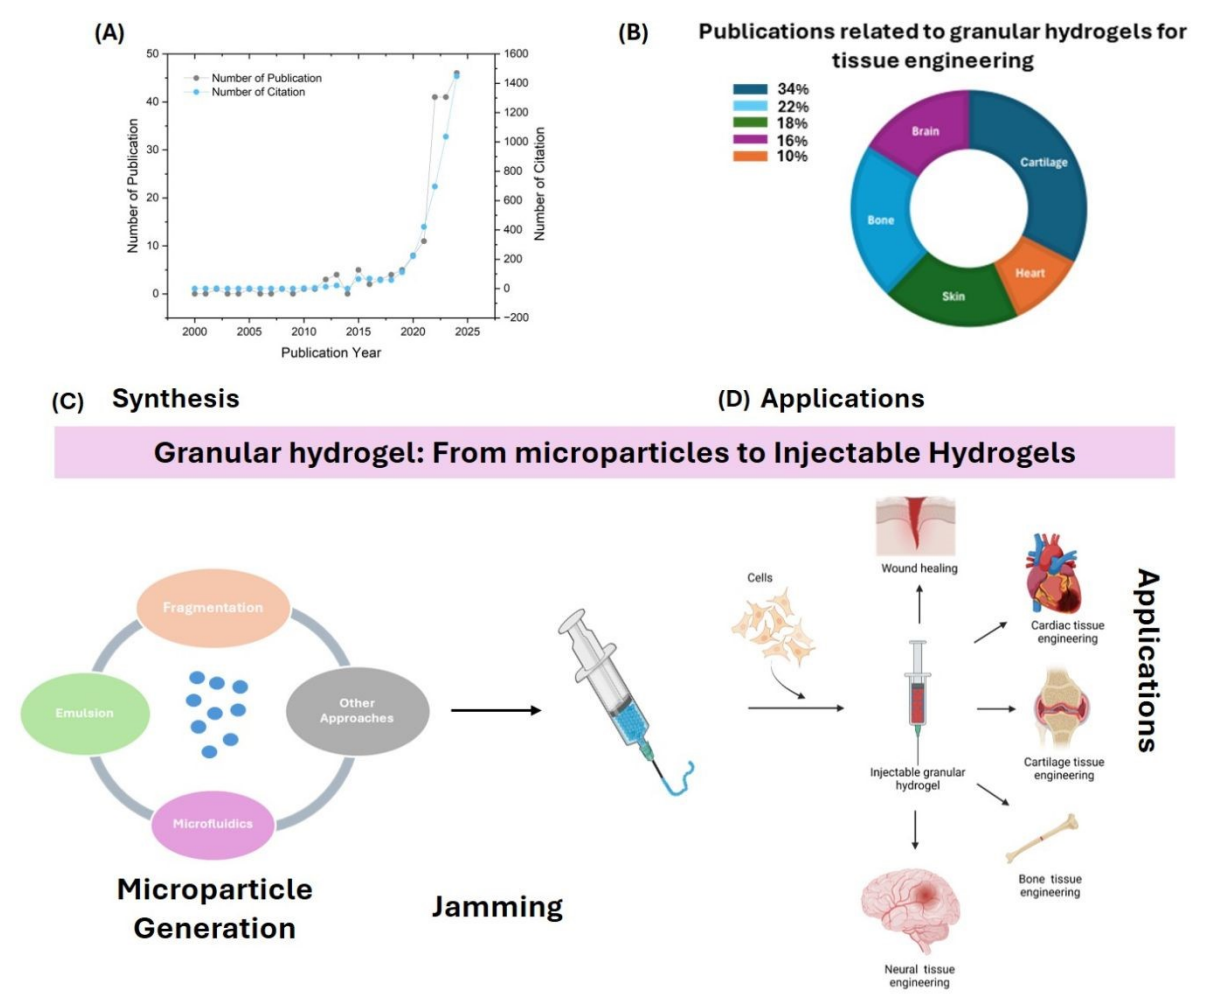 (A)
50
40
30
20
10
0
Number of Publication
Number of Publication
Number of Citation
1600
1400
1200
1000
800
600
400
200
0
−200
Number of Citation
2000 2005 2010 2015 2020 2025
Publication Year
(B) Publications related to granular hydrogels for
tissue engineering
34%
22%
18%
16%
10%
Brain
Cartilage
Bone
Heart
Skin
(C) Synthesis
(D) Applications
Granular hydrogel: From microparticles to Injectable Hydrogels
Fragmentation
Emulsion
Other
Approaches
Microfluidics
Microparticle
Generation
Jamming
Cells
Wound healing
Cardiac tissue
engineering
Injectable granular
hydrogel
Cartilage tissue
engineering
Bone tissue
engineering
Neural tissue
engineering
Applications